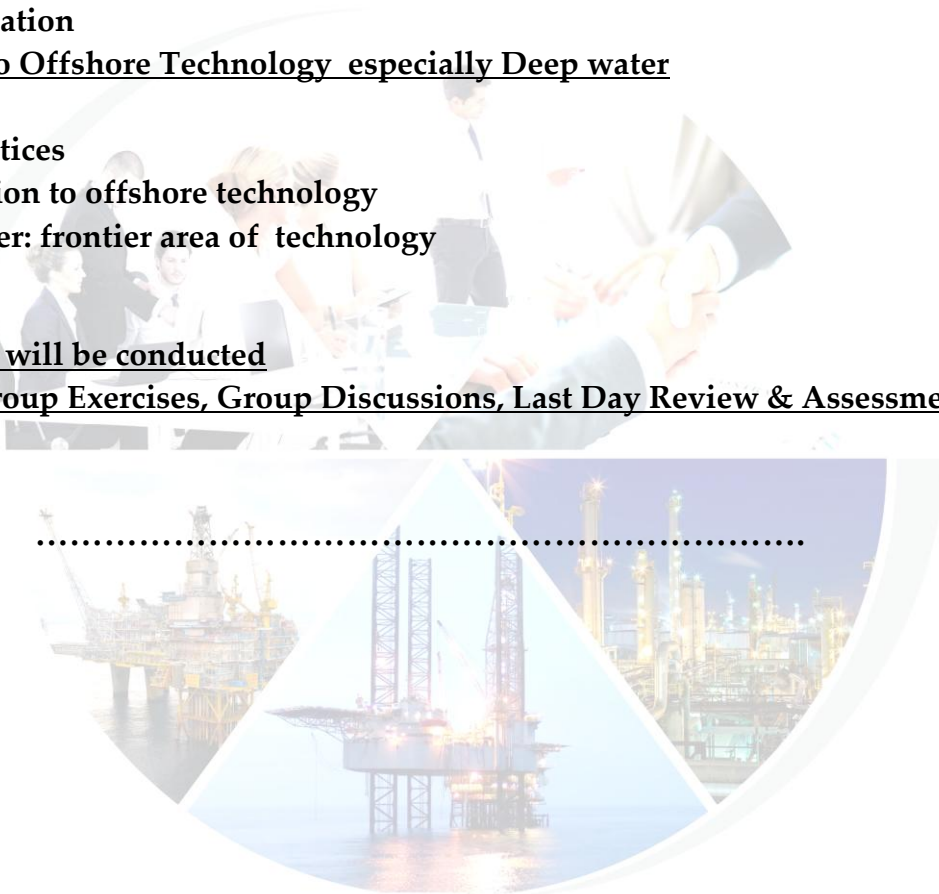 ation
o Offshore Technology  especially Deep water
tices
ion to offshore technology
er: frontier area of  technology
will be conducted
roup Exercises, Group Discussions, Last Day Review & Assessme
……………………………………………………………….